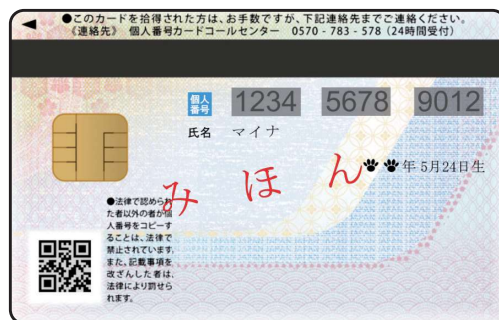 ●このカードを拾得された方は、お手数ですが、下記連絡先までご連絡ください。
《連絡先》 個人番号カードコールセンター 0570 - 783 - 578 (24時間受付)
個人番号 1234 5678 9012
氏名 マイナ
年 5月24日生
みほん
●法律で認められ
た者以外の者が個
人番号をコピーす
ることは、法律で
禁止されています。
また、記載事項を
改ざんした者は、
法律により罰せら
れます。